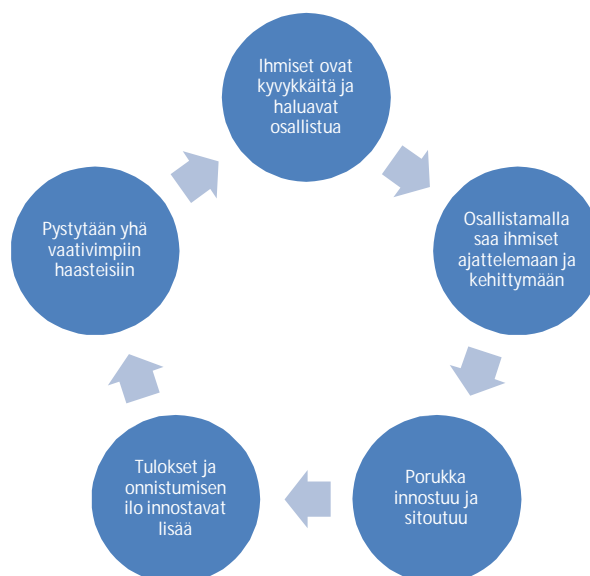 Ihmiset ovat
kyvykkäitä ja
haluavat
osallistua
Osallistamalla
saa ihmiset
ajattelemaan ja
kehittymään
Porukka
innostuu ja
sitoutuu
Tulokset ja
onnistumisen
ilo innostavat
lisää
Pystytään yhä
vaativimpiin
haasteisiin